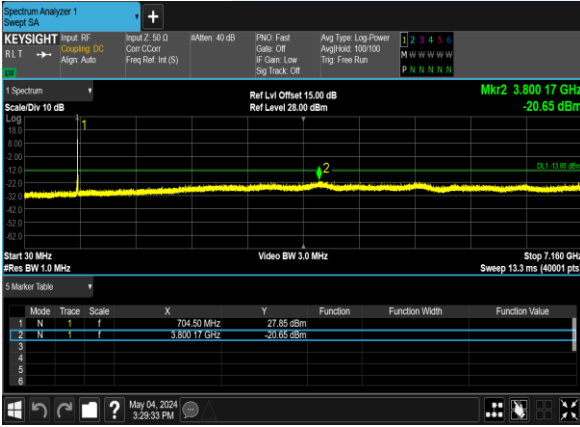 Spectrum Analyzer 1
Swept SA
+
KEYSIGHT Input: RF Input Z: 50 Ω #Atten: 40 dB PNO: Fast Avg Type: Log-Power 1 2 3 4 5 6
RLT Coupling: DC Corr CCorr Gate: Off Avg|Hold: 100/100 M W W W W W
Align: Auto Freq Ref: Int (S) IF Gain: Low Trig: Free Run
Sig Track: Off P N N N N N
LV
1 Spectrum Ref Lvl Offset 15.00 dB Mkr2 3.800 17 GHz
Scale/Div 10 dB Ref Level 28.00 dBm -20.65 dBm
Log
18.0
1
8.00
-2.00
-12.0
2
DL1 -13.00 dBm
-22.0
-32.0
-42.0
-52.0
-62.0
Start 30 MHz Video BW 3.0 MHz Stop 7.160 GHz
#Res BW 1.0 MHz Sweep 13.3 ms (40001 pts
5 Marker Table
Mode Trace Scale X Y Function Function Width Function Value
1 N 1 f 704.50 MHz 27.85 dBm
2 N 1 f 3.800 17 GHz -20.65 dBm
3
4
5
6
? May 04, 2024
3:29:33 PM